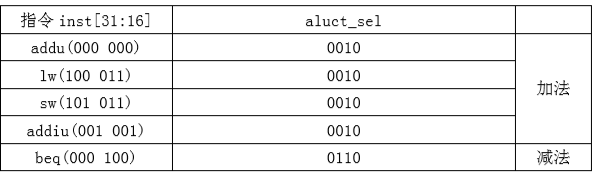 指令 inst[31:16] aluct_sel
addu(000 000) 0010
lw(100 011) 0010
sw(101 011) 0010
addiu(001 001) 0010
加法
beq(000 100) 0110 减法